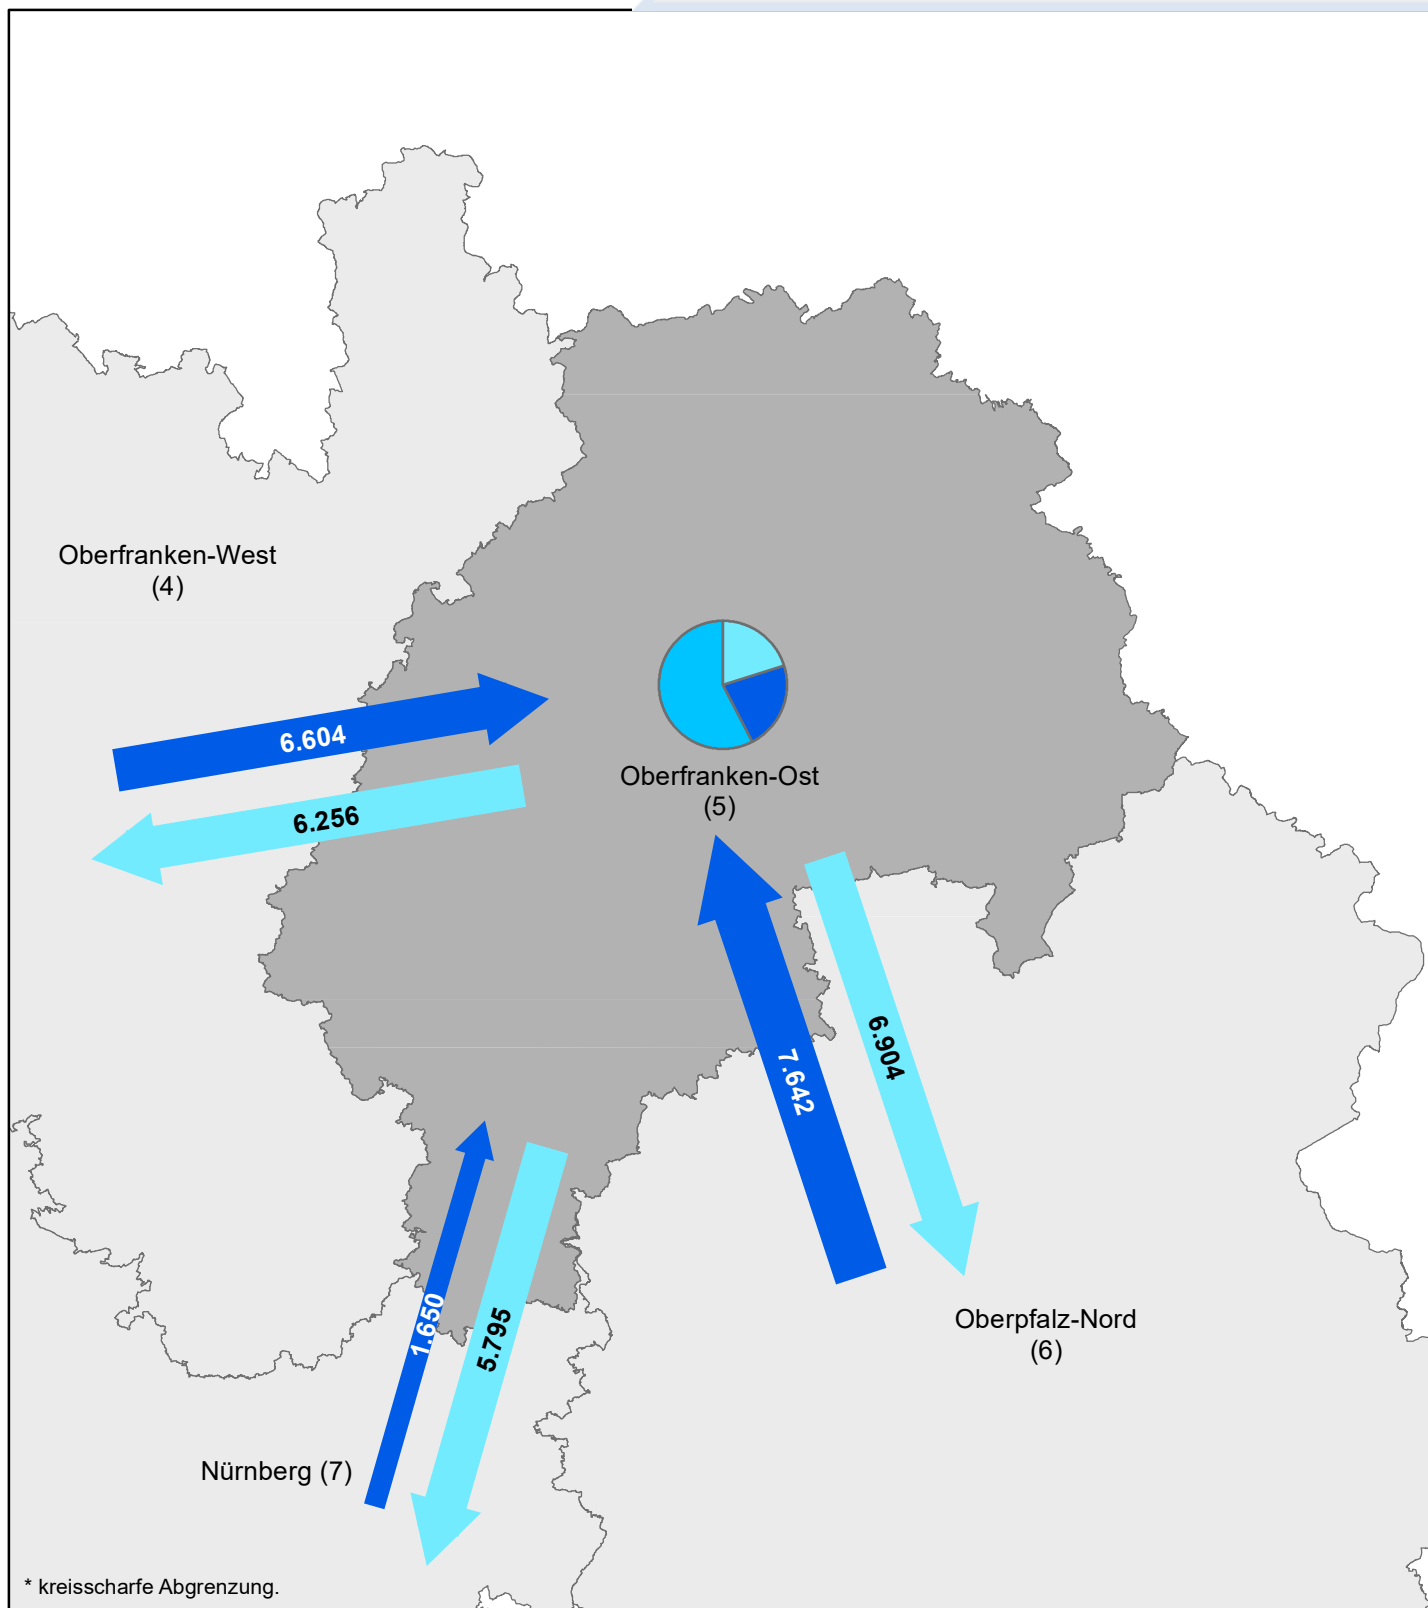 Oberfranken-West
(4)
6.604
6.256
Oberfranken-Ost
(5)
7.642
6.904
1.650
5.795
Oberpfalz-Nord
(6)
Nürnberg (7)
* kreisscharfe Abgrenzung.